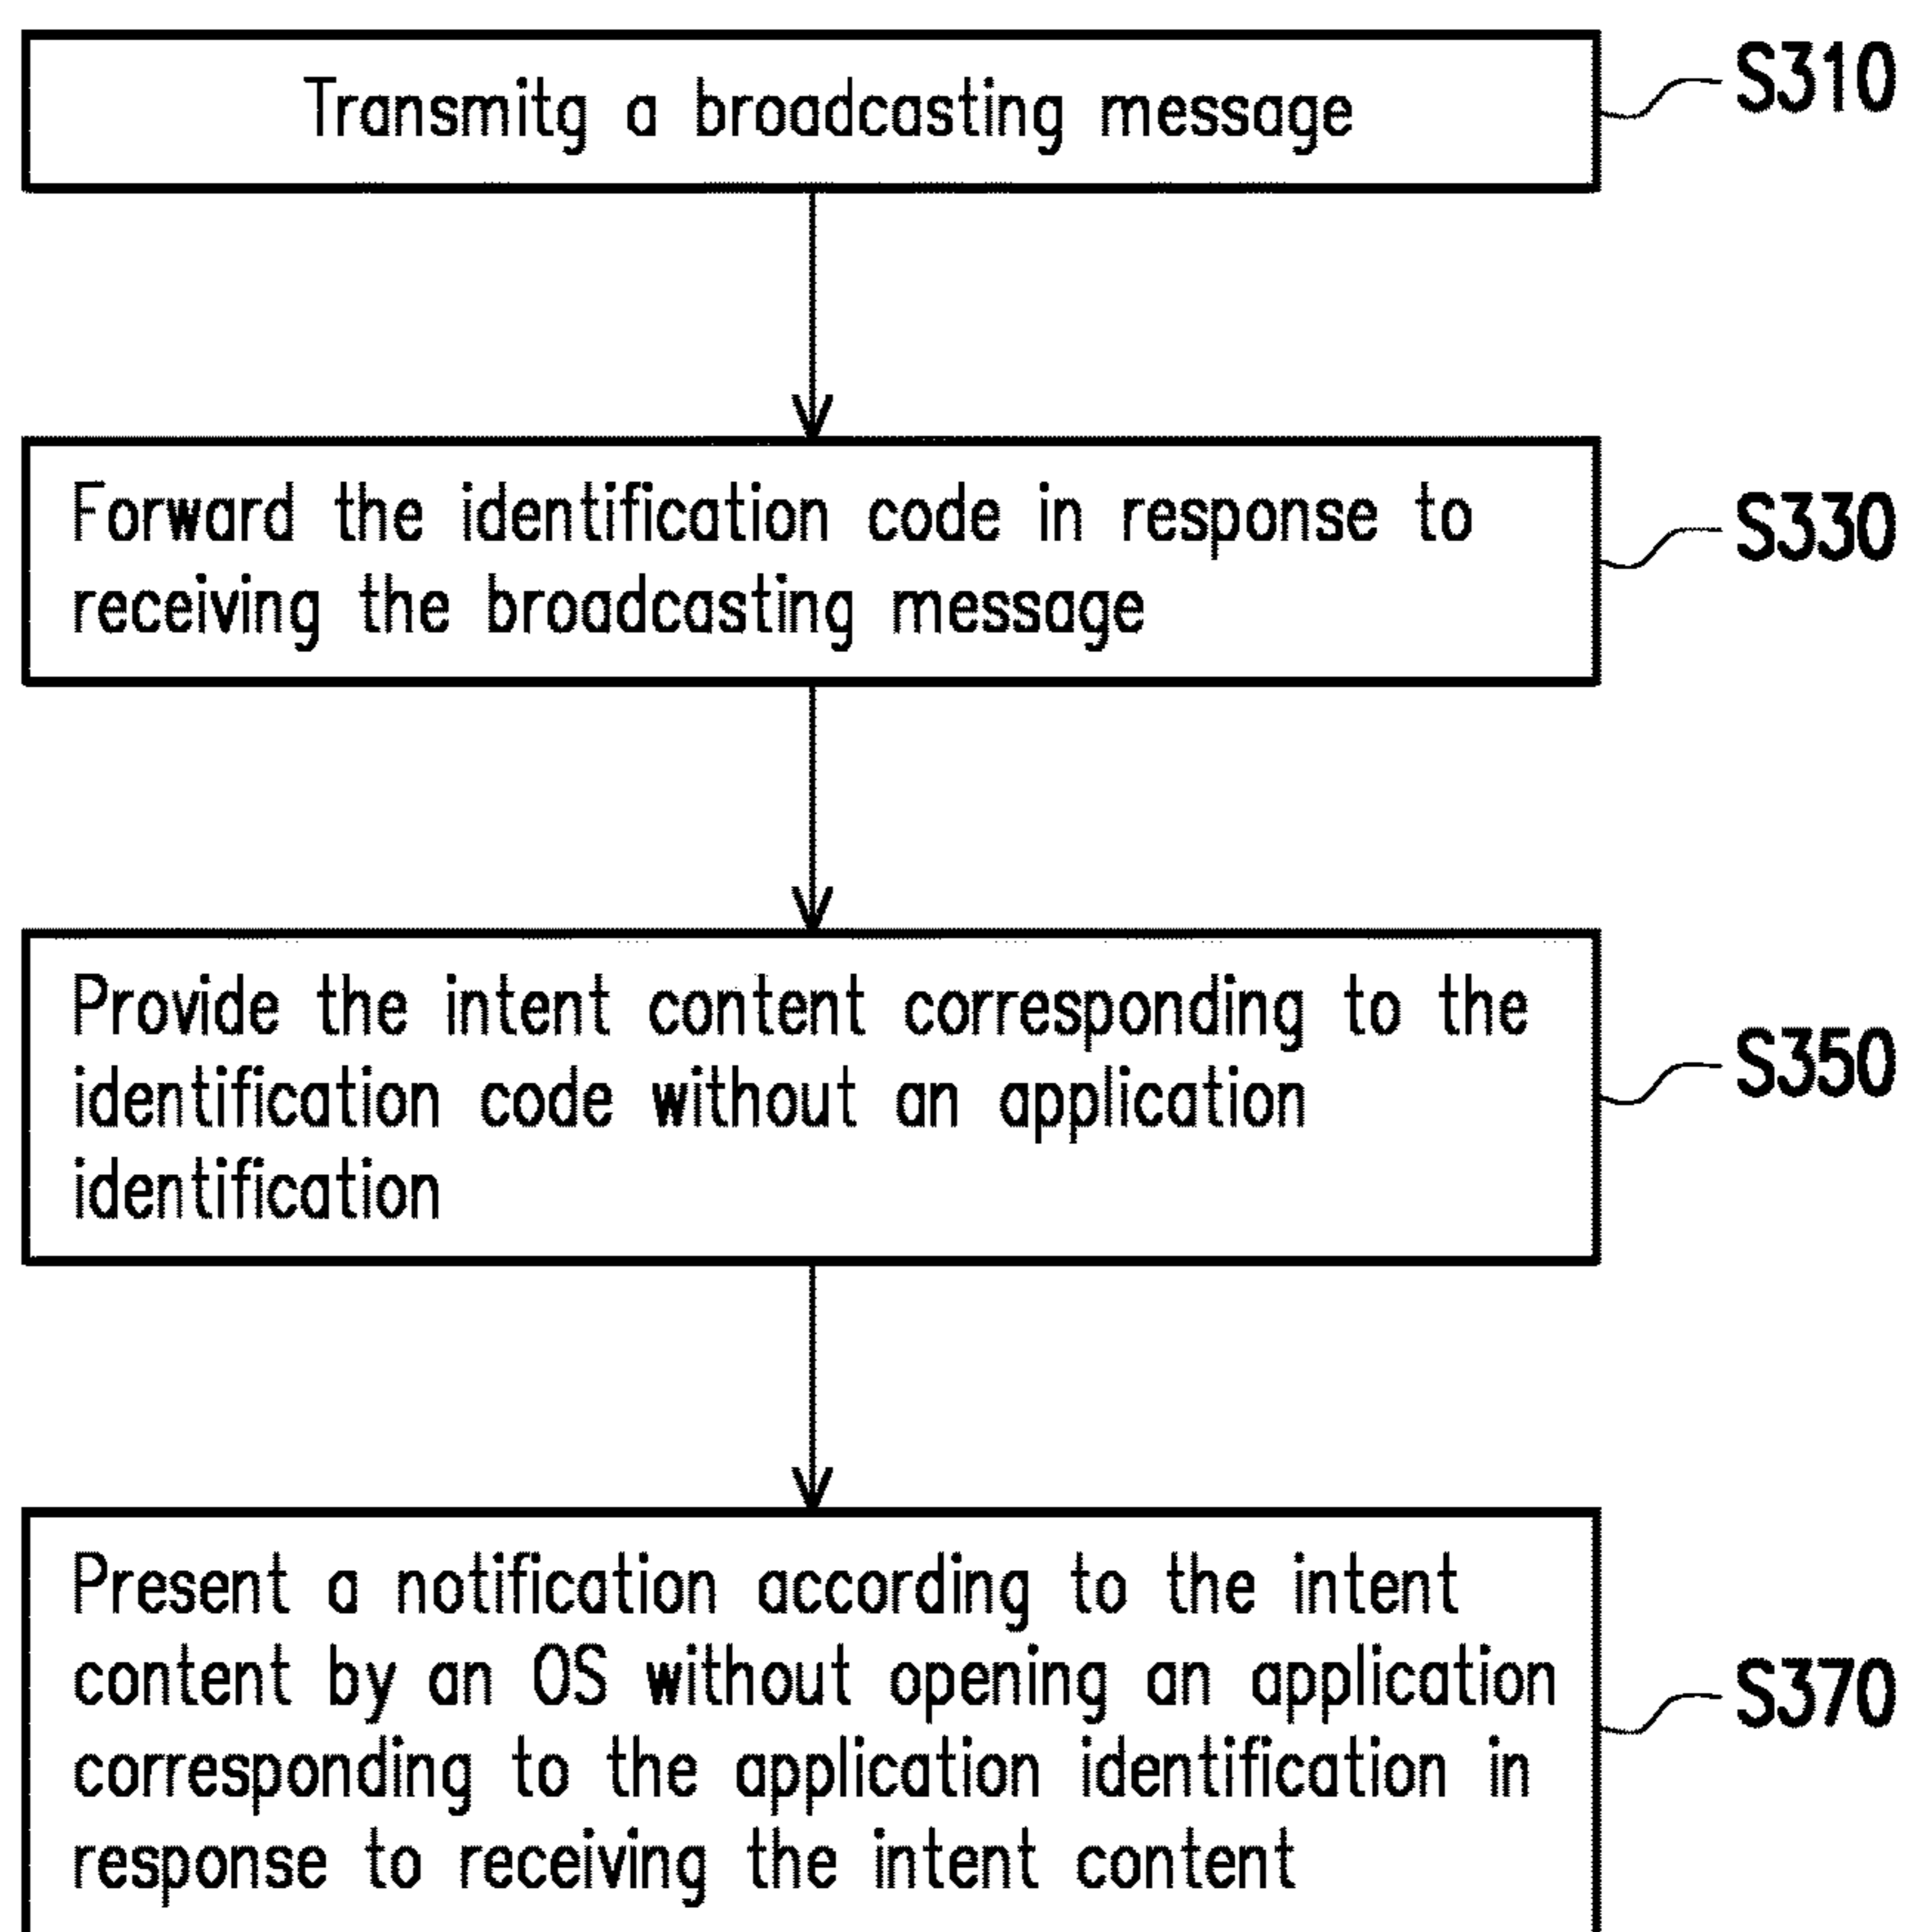 Transmitg a broadcasting message
S310
Forward the identification code in response to
receiving the broadcasting message
S330
Provide the intent content corresponding to the
identification code without an application
identification
S350
Present a notification according to the intent
content by an OS without opening an application
corresponding to the application identification in
response to receiving the intent content
S370